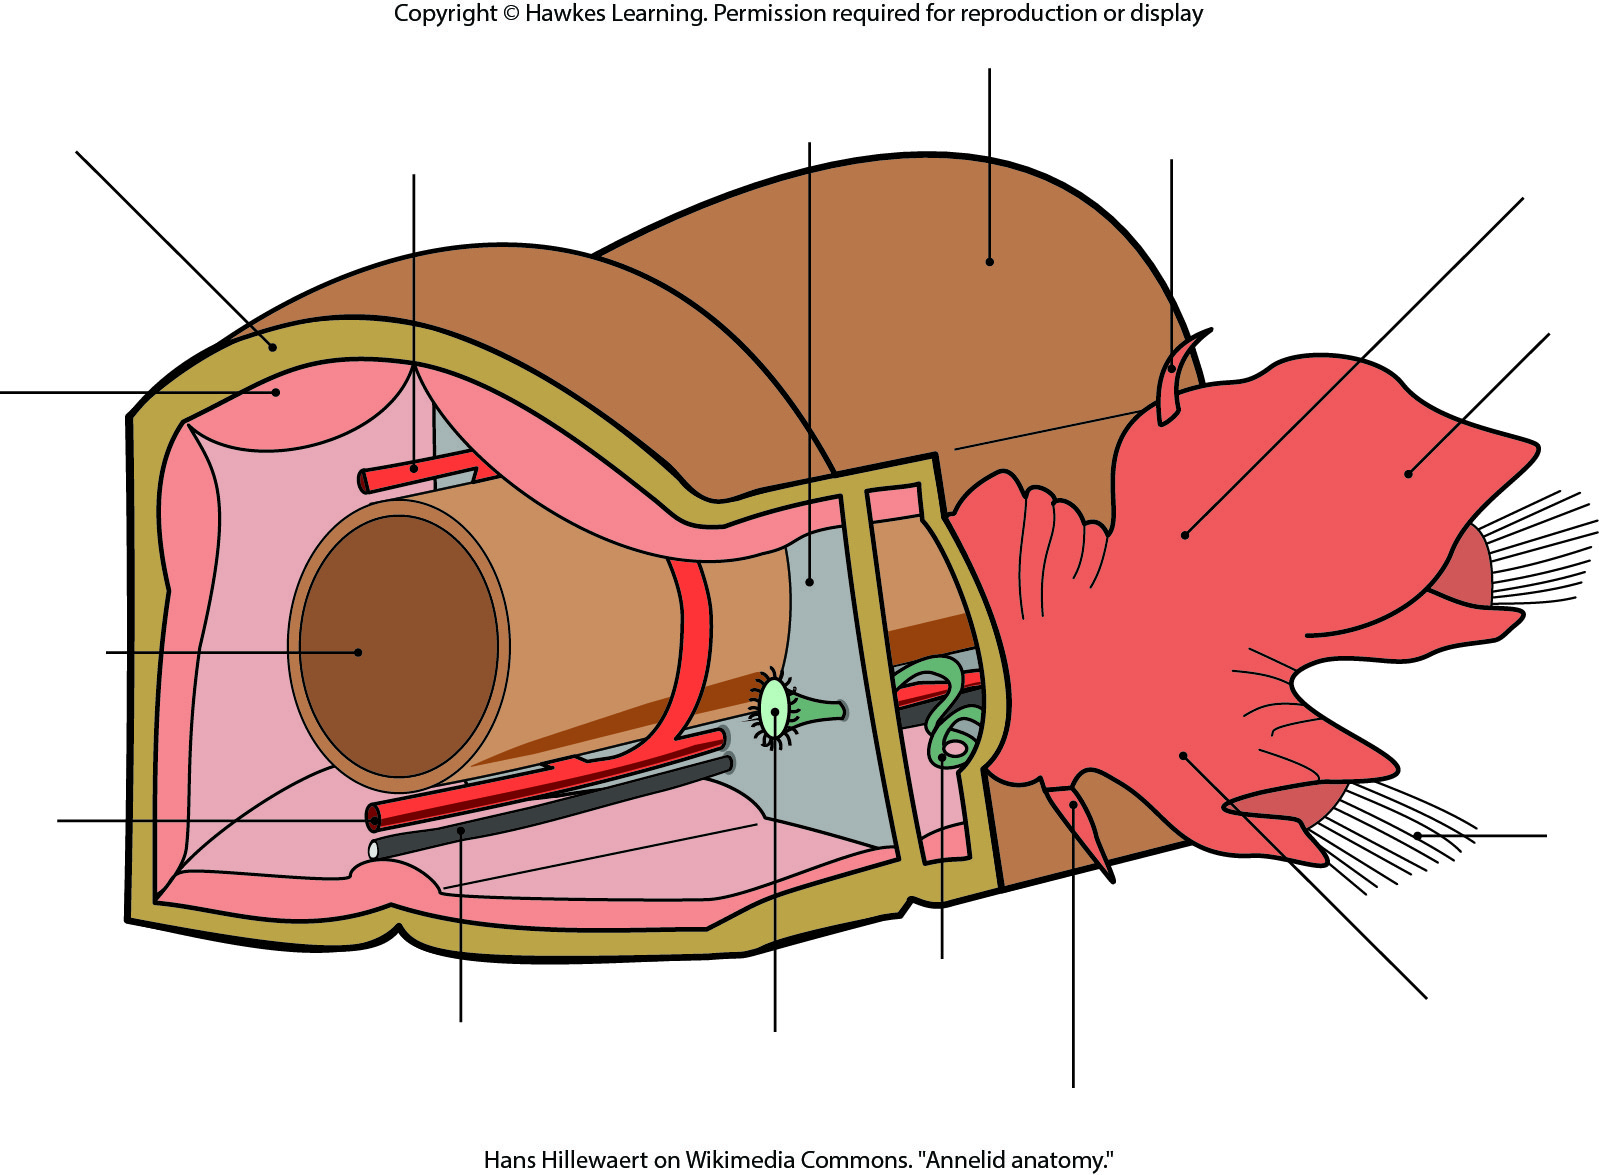 Copyright © Hawkes Learning. Permission required for reproduction or display
Hans Hillewaert on Wikimedia Commons. "Annelid anatomy."